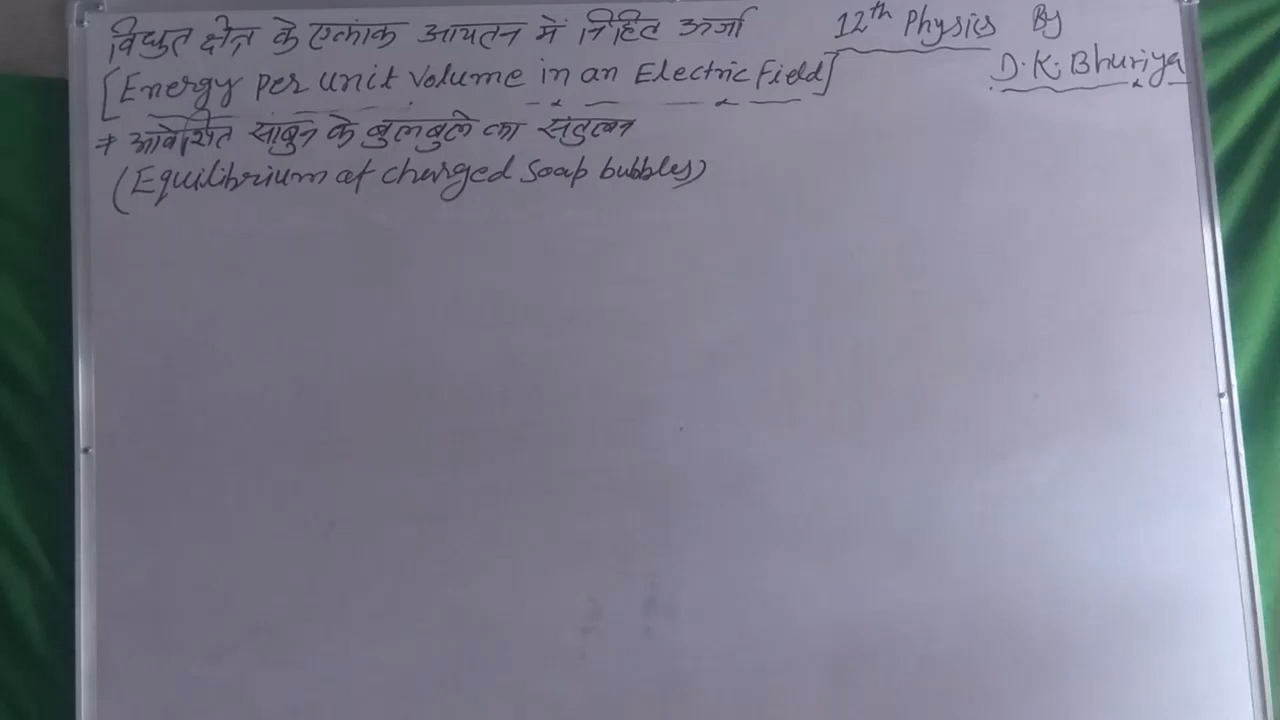 विद्युत क्षेत्र के एकांक आयतन में निहित ऊर्जा
12th Physics By
[Energy Per unit Volume in an Electric Field]
D. K. Bhuriya
⇒ आवेशित साबुन के बुलबुले का संतुलन
(Equilibrium of charged Soap bubbles)